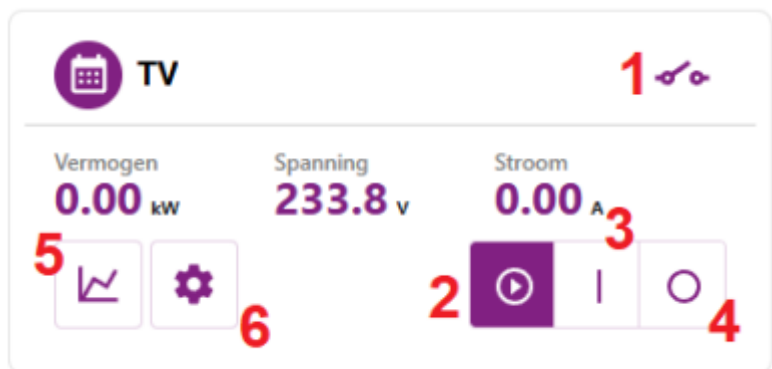 TV 1
Vermogen Spanning Stroom
0.00 kW 233.8 V 0.00 A
5 3
2
6 4